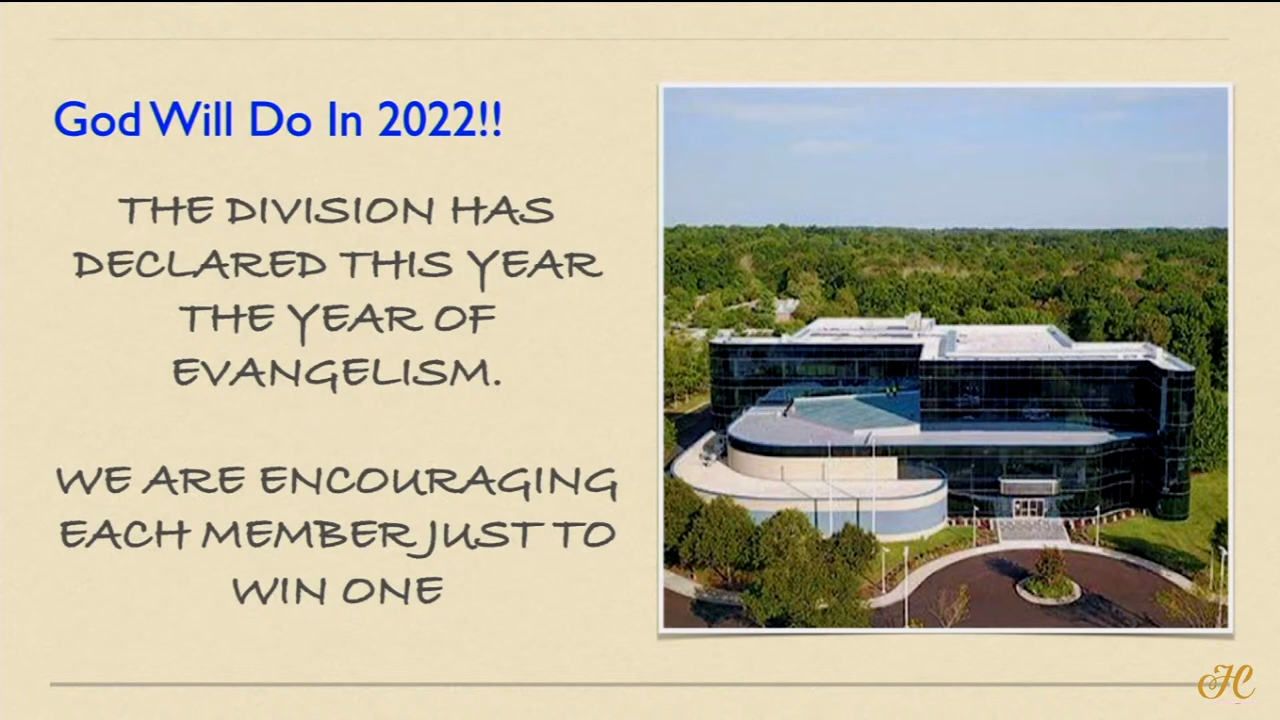 God Will Do In 2022!!
THE DIVISION HAS
DECLARED THIS YEAR
THE YEAR OF
EVANGELISM.
WE ARE ENCOURAGING
EACH MEMBER JUST TO
WIN ONE
H